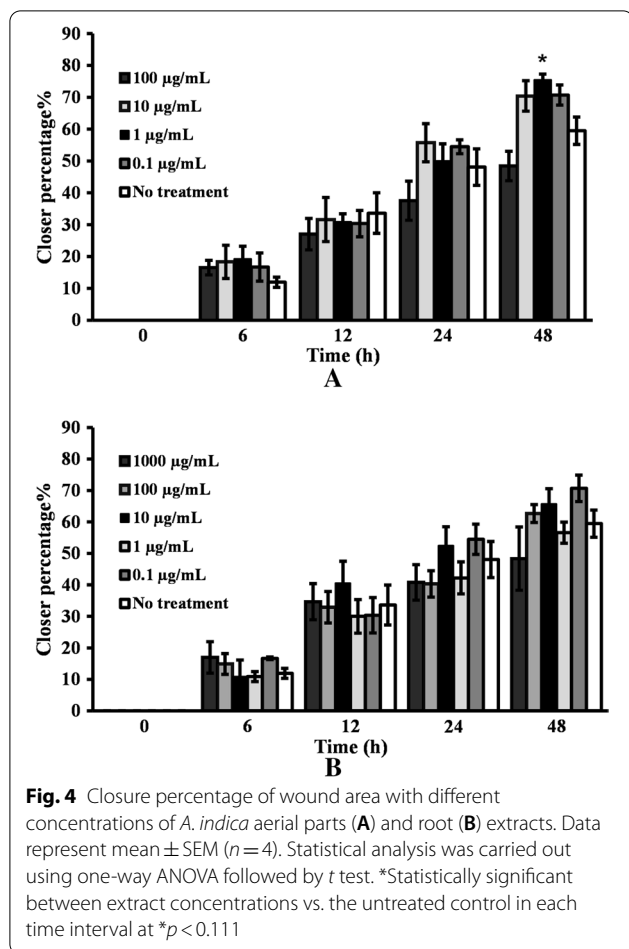 90
80
70
60
50
40
30
20
10
Closer percentage%
100 µg/mL
10 µg/mL
1 µg/mL
0.1 µg/mL
No treatment
*
0 6 12 24 48
Time (h)
A
90
80
70
60
50
40
30
20
10
0
Closer percentage%
1000 µg/mL
100 µg/mL
10 µg/mL
1 µg/mL
0.1 µg/mL
No treatment
0 6 12 24 48
Time (h)
B
Fig. 4 Closure percentage of wound area with different
concentrations of A. indica aerial parts (A) and root (B) extracts. Data
represent mean ± SEM (n = 4). Statistical analysis was carried out
using one-way ANOVA followed by t test. *Statistically significant
between extract concentrations vs. the untreated control in each
time interval at *p < 0.111